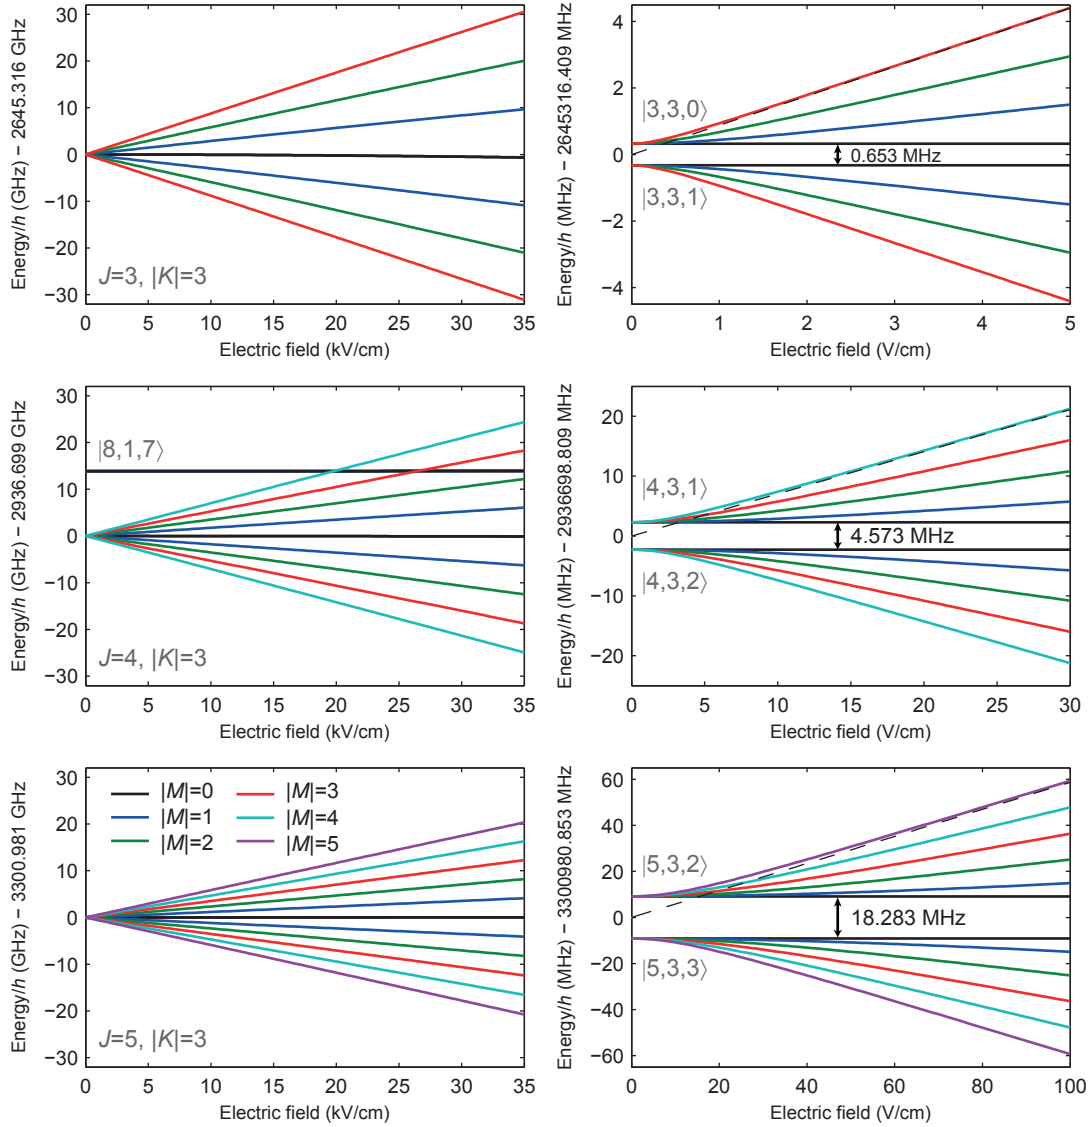 Energy/h (GHz) − 2645.316 GHz
30
20
10
0
−10
−20
−30
J=3, |K|=3
0 5 10 15 20 25 30 35
Electric field (kV/cm)
Energy/h (MHz) − 2645316.409 MHz
4
2
0
−2
−4
|3,3,0⟩
0.653 MHz
|3,3,1⟩
0 1 2 3 4 5
Electric field (V/cm)
Energy/h (GHz) − 2936.699 GHz
30
20
10
0
−10
−20
−30
|8,1,7⟩
J=4, |K|=3
0 5 10 15 20 25 30 35
Electric field (kV/cm)
Energy/h (MHz) − 2936698.809 MHz
20
10
0
−10
−20
|4,3,1⟩
4.573 MHz
|4,3,2⟩
0 5 10 15 20 25 30
Electric field (V/cm)
Energy/h (GHz) − 3300.981 GHz
30
20
10
0
−10
−20
−30
|M|=0 |M|=3
|M|=1 |M|=4
|M|=2 |M|=5
J=5, |K|=3
0 5 10 15 20 25 30 35
Electric field (kV/cm)
Energy/h (MHz) − 3300980.853 MHz
60
40
20
0
−20
−40
−60
|5,3,2⟩
18.283 MHz
|5,3,3⟩
0 20 40 60 80 100
Electric field (V/cm)